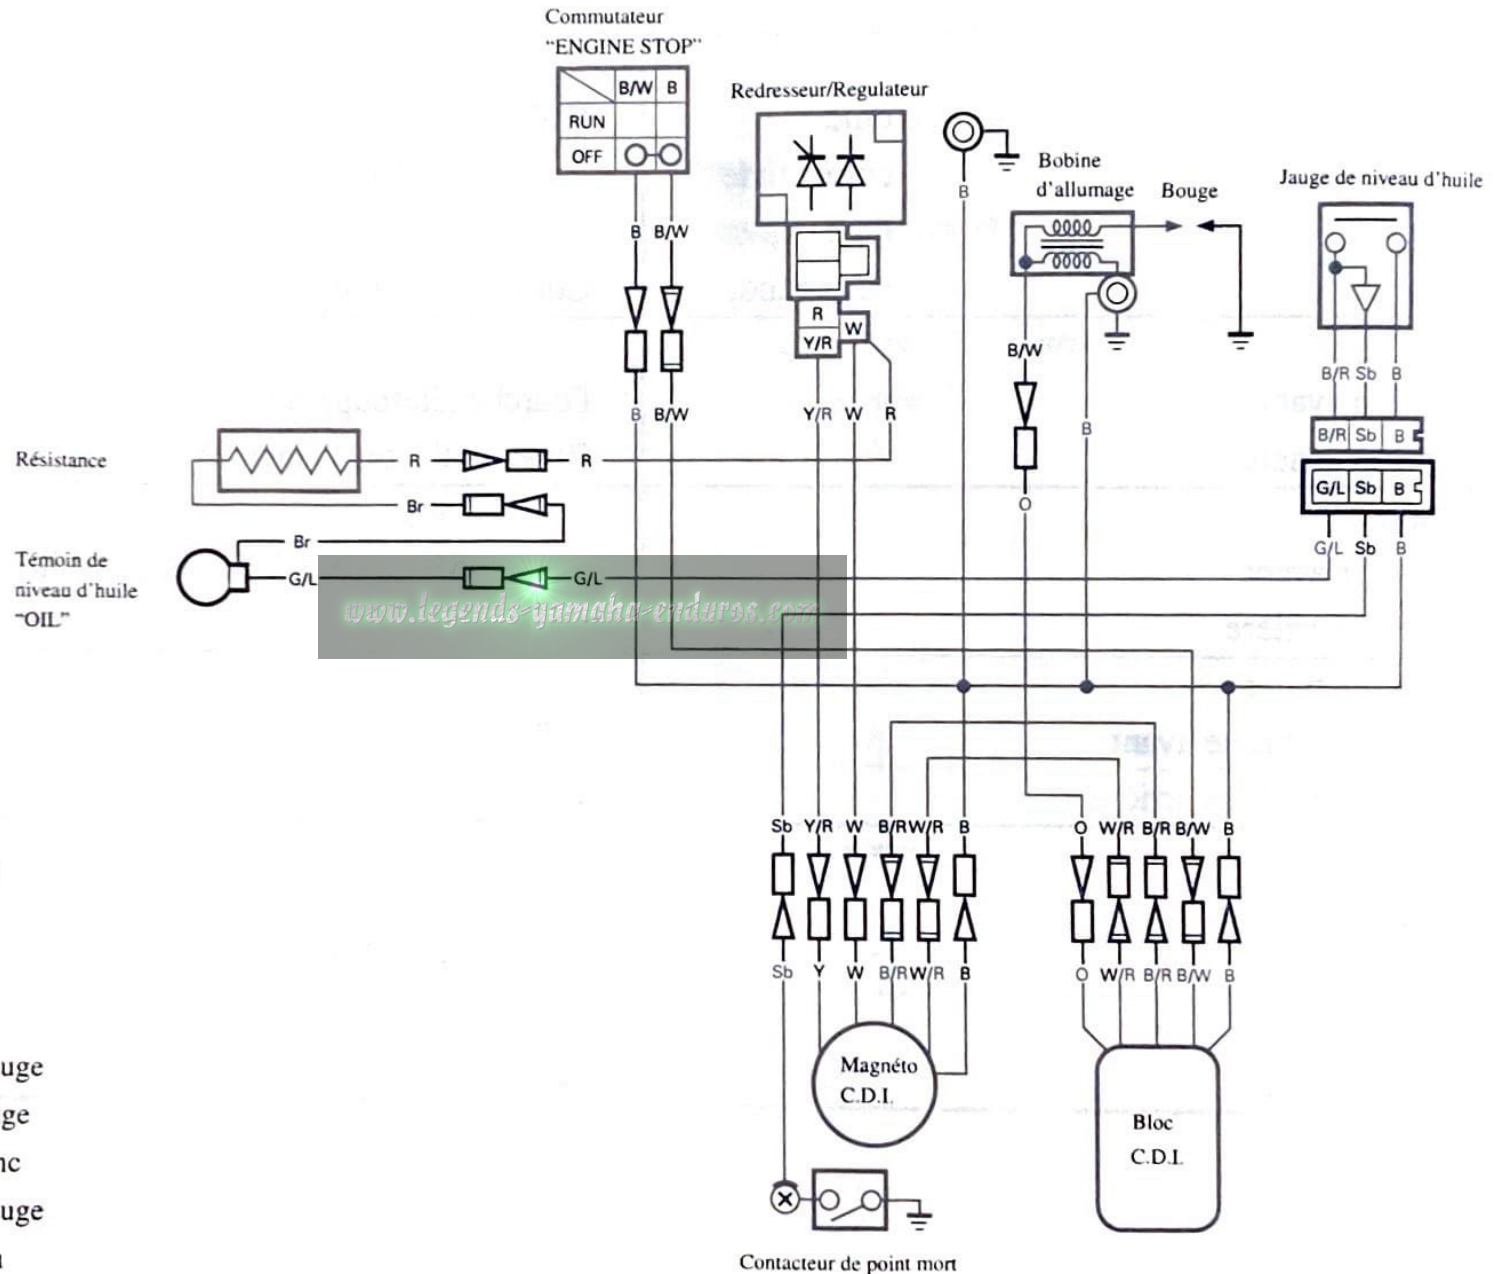 Commutateur
"ENGINE STOP"
B/W B
RUN
OFF
Redresseur/Regulateur
Bobine
d'allumage
Bouge
Jauge de niveau d'huile
B B/W
B
R
Y/R W
B/W
B/R Sb B
B B/W
Y/R W R
B
B/R Sb B
Résistance
R R
G/L Sb B
Br
O
Br
G/L Sb B
Témoin de
niveau d'huile
"OIL"
G/L G/L
www.legends-yamaha-enduros.com
Sb Y/R W B/R W/R B
O W/R B/R B/W B
Sb Y W B/R W/R B
O W/R B/R B/W B
Magnéto
C.D.I.
Bloc
C.D.I.
Contacteur de point mort
uge
ge
nc
uge